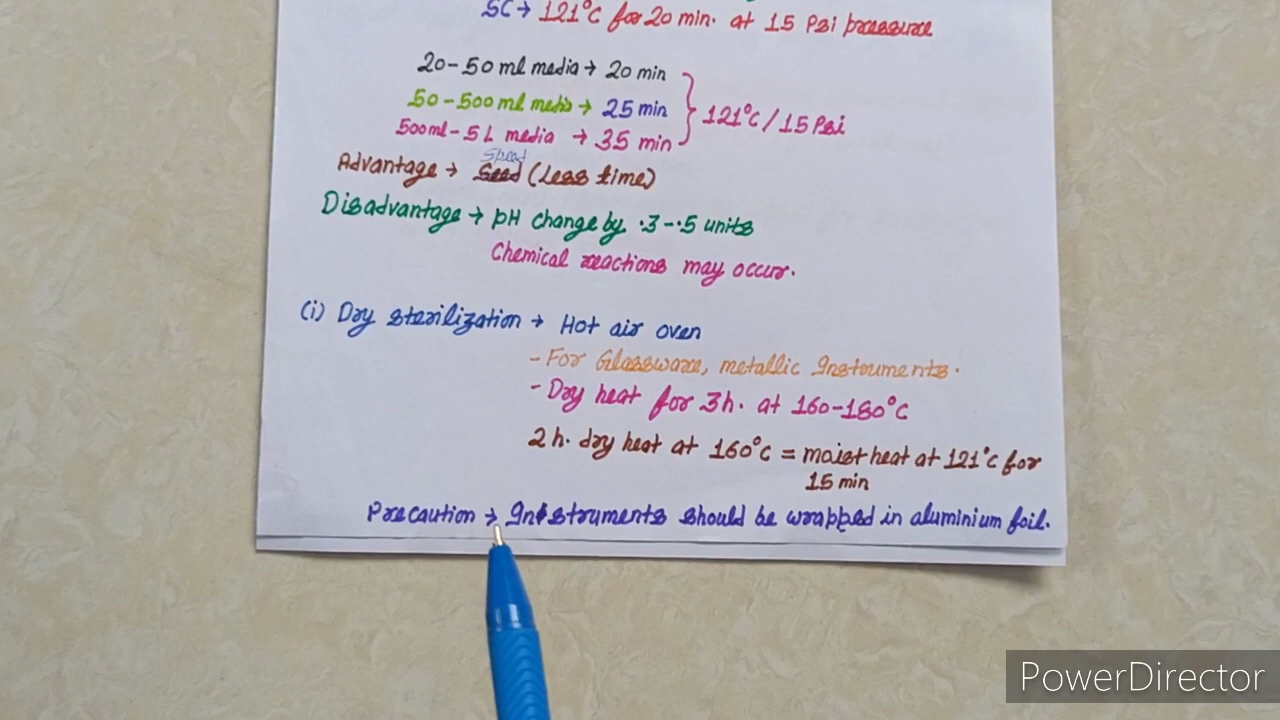 SC → 121°C for 20 min. at 15 Psi pressure
20-50 ml media → 20 min
50-500 ml media → 25 min
121°C / 15 Psi
500ml-5L media → 35 min
Speed
Advantage → Seed (Less time)
Disadvantage → pH change by .3-.5 units
Chemical reactions may occur.
(i) Dry sterilization → Hot air oven
- For Glassware, metallic Instruments.
- Dry heat for 3h. at 160-180°C
2 h. dry heat at 160°C = moist heat at 121°C for
15 min
Precaution → Instruments should be wrapped in aluminium foil.
PowerDirector